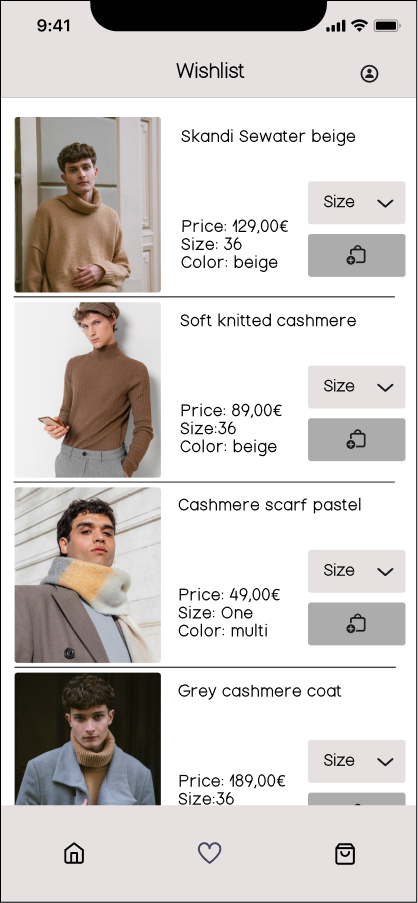 9:41
Wishlist
Skandi Sewater beige
Size
Price: 129,00€
Size: 36
Color: beige
Soft knitted cashmere
Size
Price: 89,00€
Size:36
Color: beige
Cashmere scarf pastel
Size
Price: 49,00€
Size: One
Color: multi
Grey cashmere coat
Size
Price: 189,00€
Size:36